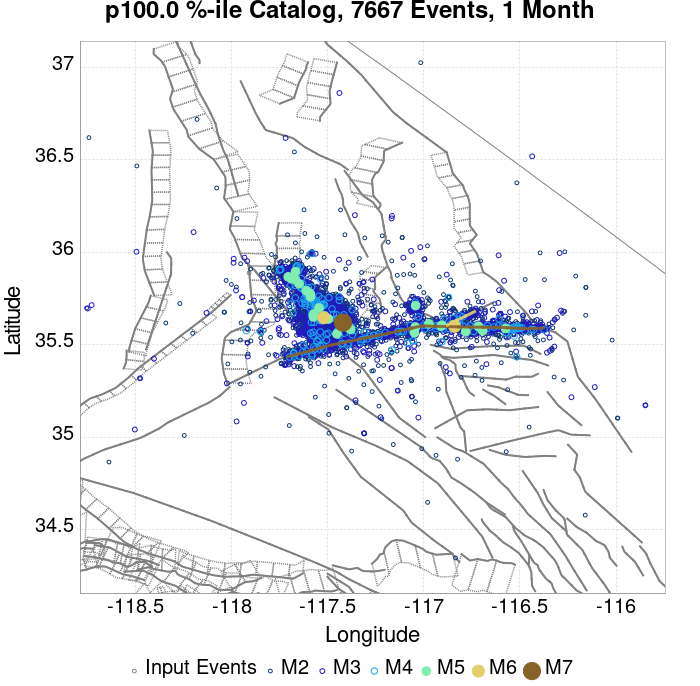 p100.0 %-ile Catalog, 7667 Events, 1 Month
37
36.5
36
35.5
35
34.5
Latitude
-118.5 -118 -117.5 -117 -116.5 -116
Longitude
Input Events M2 M3 M4 M5 M6 M7